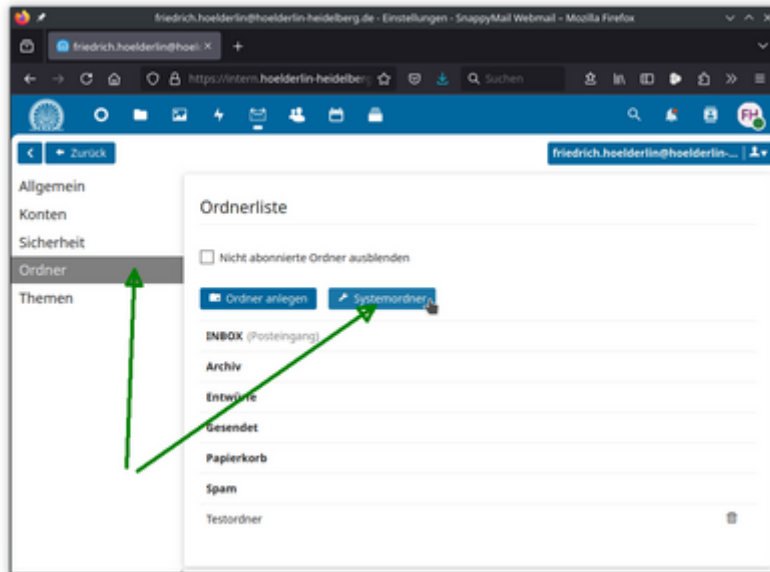 friedrich.hoelderlin@hoelderlin-heidelberg.de - Einstellungen - SnappyMail Webmail – Mozilla Firefox
friedrich.hoelderlin@hoel
https://intern.hoelderlin-heidelberg
Suchen
FH
Zurück
friedrich.hoelderlin@hoelderlin-...
Allgemein
Konten
Sicherheit
Ordner
Themen
Ordnerliste
Nicht abonnierte Ordner ausblenden
Ordner anlegen
Systemordner
INBOX (Posteingang)
Archiv
Entwürfe
Gesendet
Papierkorb
Spam
Testordner